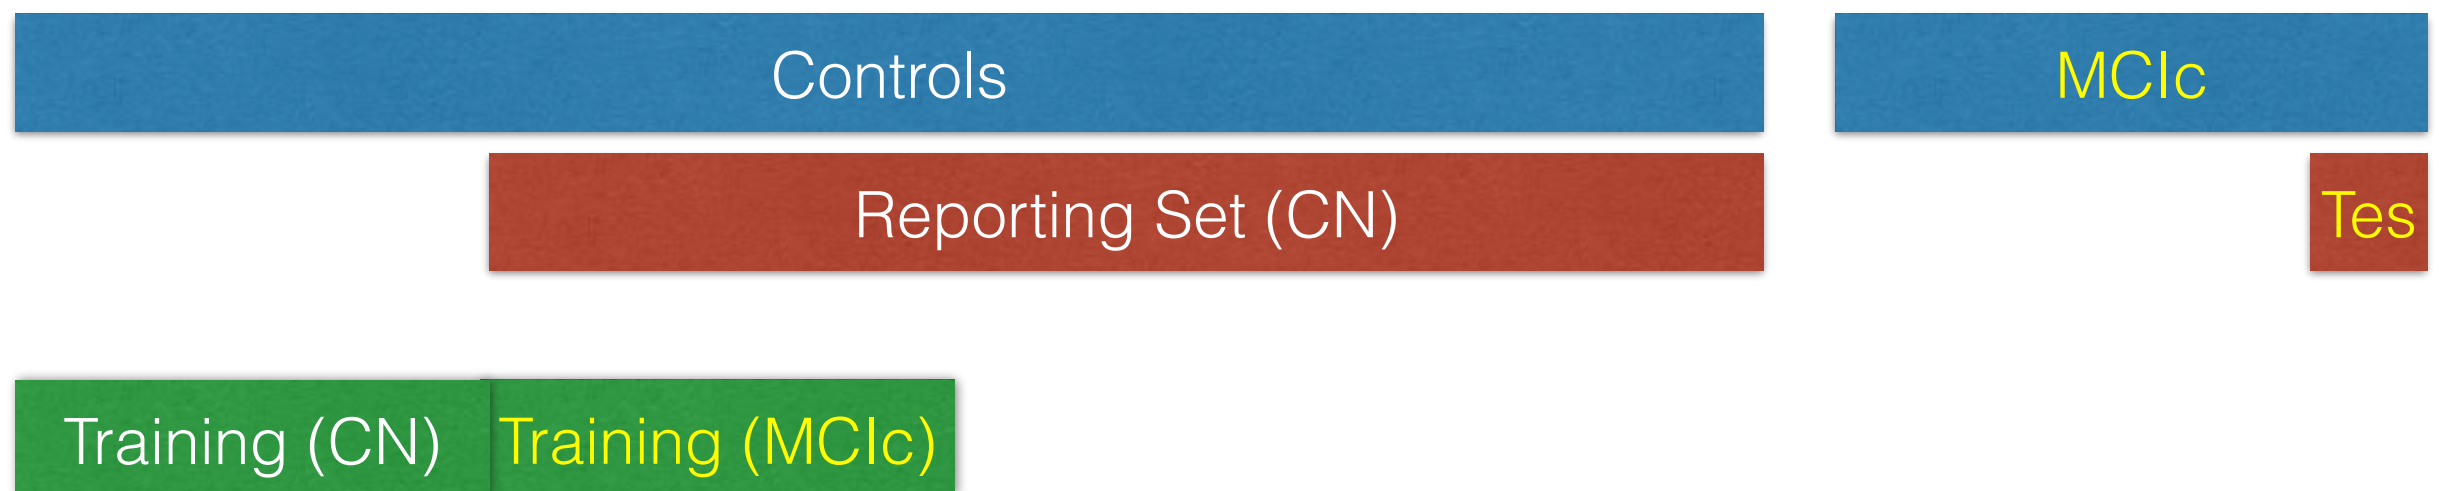 Controls
MCIc
Reporting Set (CN)
Tes
Training (CN)
Training (MCIc)